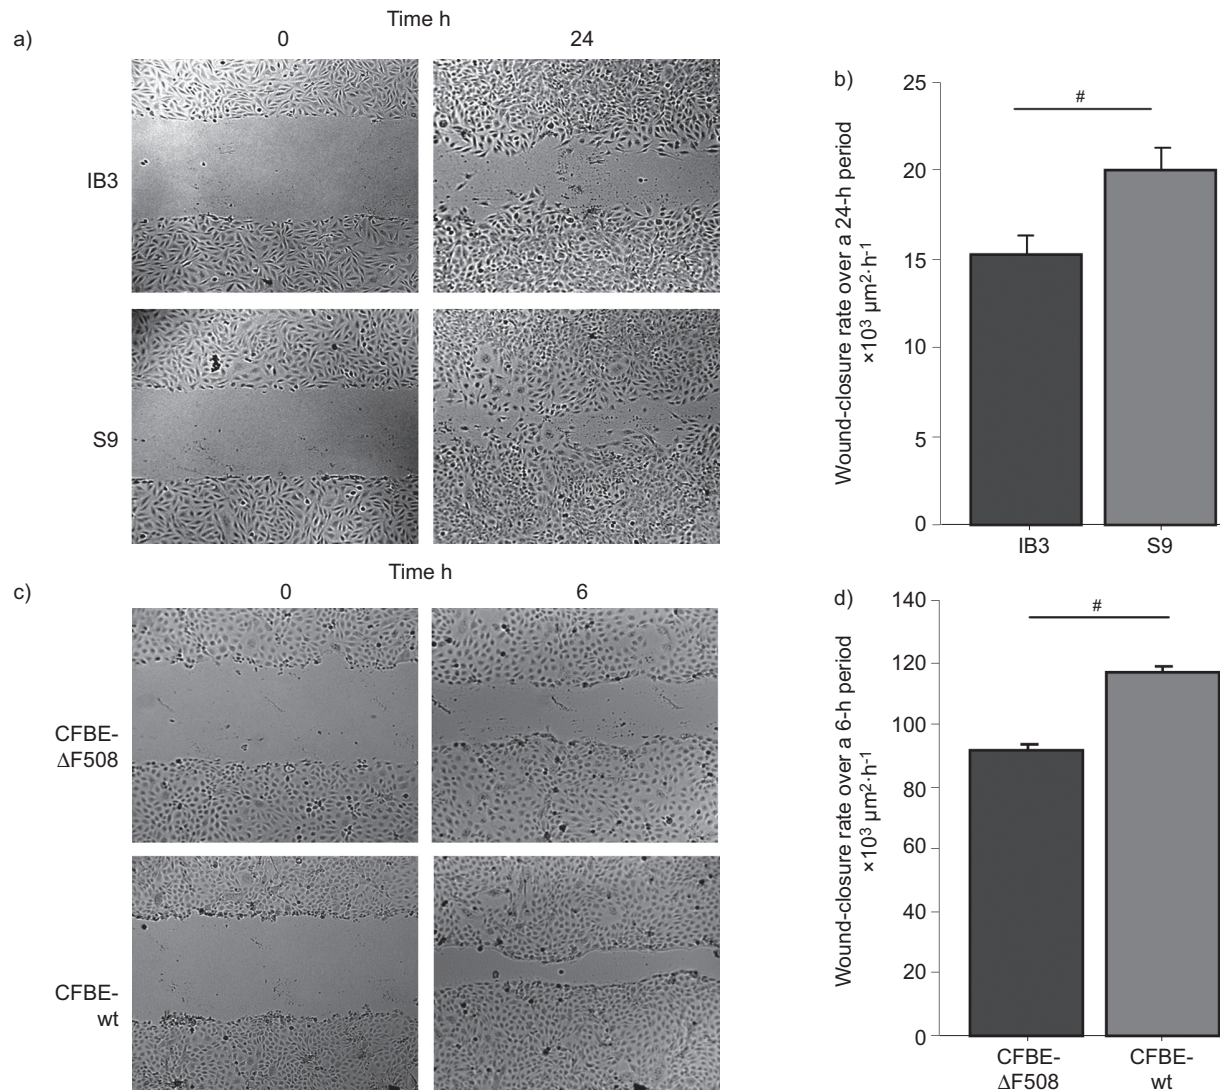 a)
Time h
0 24
IB3
S9
b)
Wound-closure rate over a 24-h period
×10³ µm²·h⁻¹
25
20
15
10
5
0
#
IB3 S9
c)
Time h
0 6
CFBE-
ΔF508
CFBE-
wt
d)
Wound-closure rate over a 6-h period
×10³ µm²·h⁻¹
140
120
100
80
60
40
20
0
#
CFBE-
ΔF508
CFBE-
wt